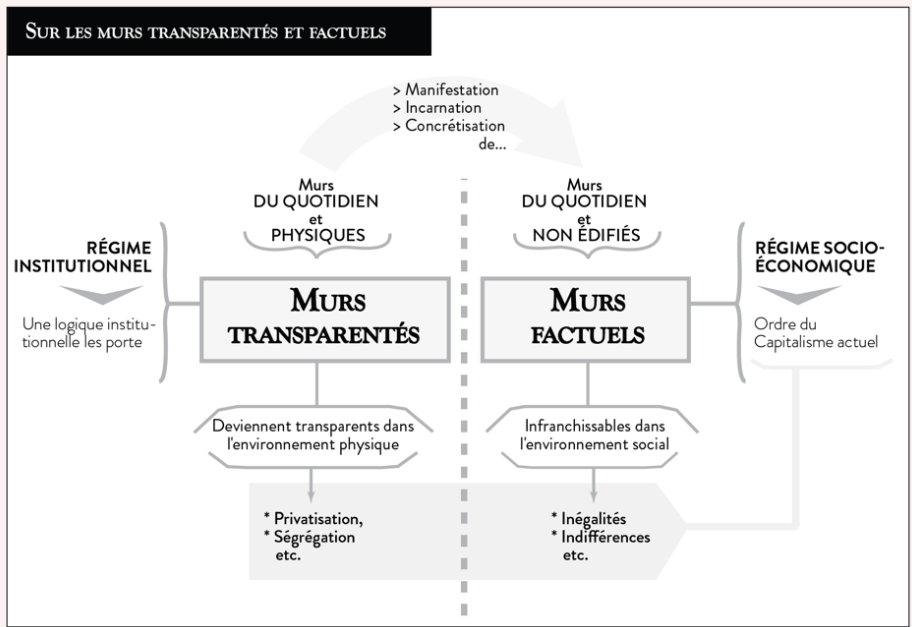 SUR LES MURS TRANSPARENTÉS ET FACTUELS
> Manifestation
> Incarnation
> Concrétisation
de...
Murs
DU QUOTIDIEN
et
PHYSIQUES
Murs
DU QUOTIDIEN
et
NON ÉDIFIÉS
RÉGIME
INSTITUTIONNEL
Une logique institu-
tionnelle les porte
MURS
TRANSPARENTÉS
MURS
FACTUELS
RÉGIME SOCIO-
ÉCONOMIQUE
Ordre du
Capitalisme actuel
Deviennent transparents dans
l'environnement physique
Infranchissables dans
l'environnement social
* Privatisation,
* Ségrégation
etc.
* Inégalités
* Indifférences
etc.